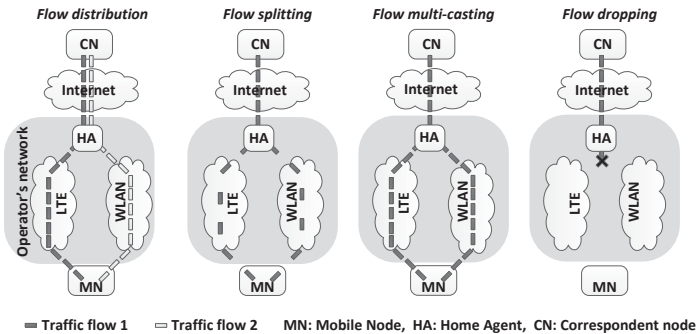 Flow distribution
Flow splitting
Flow multi-casting
Flow dropping
CN
CN
CN
CN
Internet
Internet
Internet
Internet
HA
HA
HA
HA
Operator's network
LTE
WLAN
LTE
WLAN
LTE
WLAN
LTE
WLAN
MN
MN
MN
MN
Traffic flow 1 Traffic flow 2 MN: Mobile Node, HA: Home Agent, CN: Correspondent node